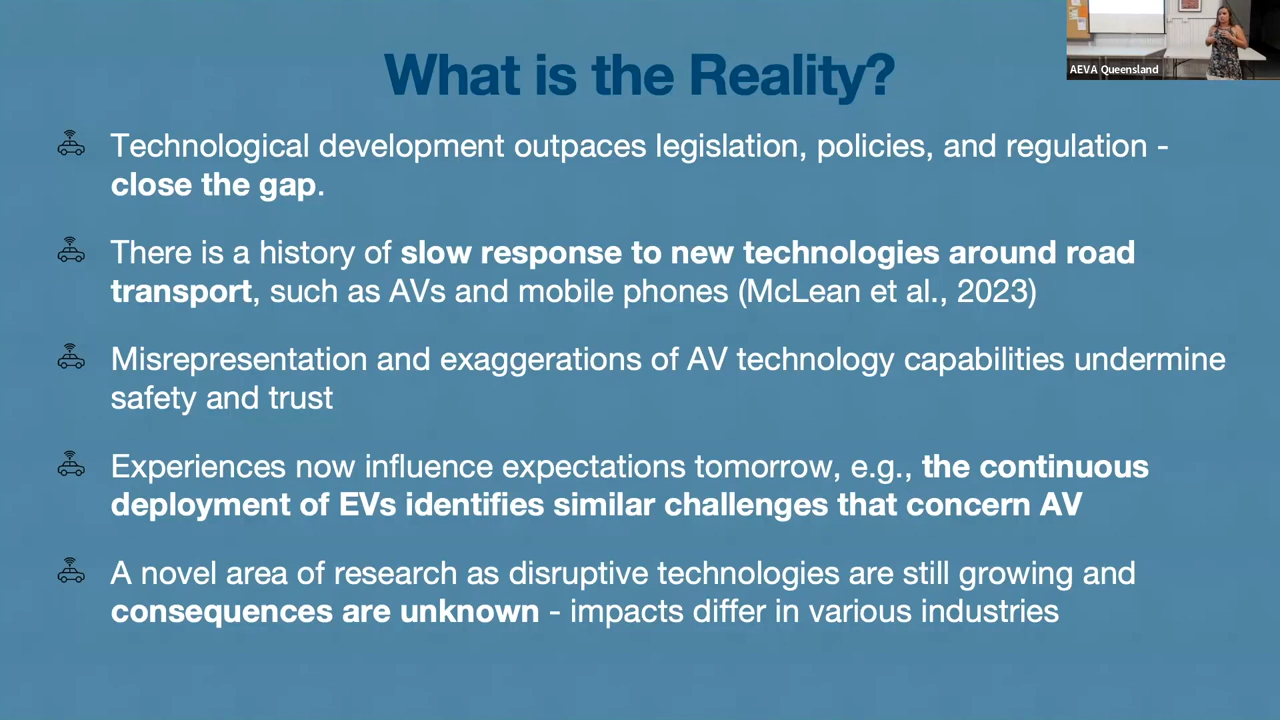 What is the Reality?
AEVA Queensland
Technological development outpaces legislation, policies, and regulation -
close the gap.
There is a history of slow response to new technologies around road
transport, such as AVs and mobile phones (McLean et al., 2023)
Misrepresentation and exaggerations of AV technology capabilities undermine
safety and trust
Experiences now influence expectations tomorrow, e.g., the continuous
deployment of EVs identifies similar challenges that concern AV
A novel area of research as disruptive technologies are still growing and
consequences are unknown - impacts differ in various industries